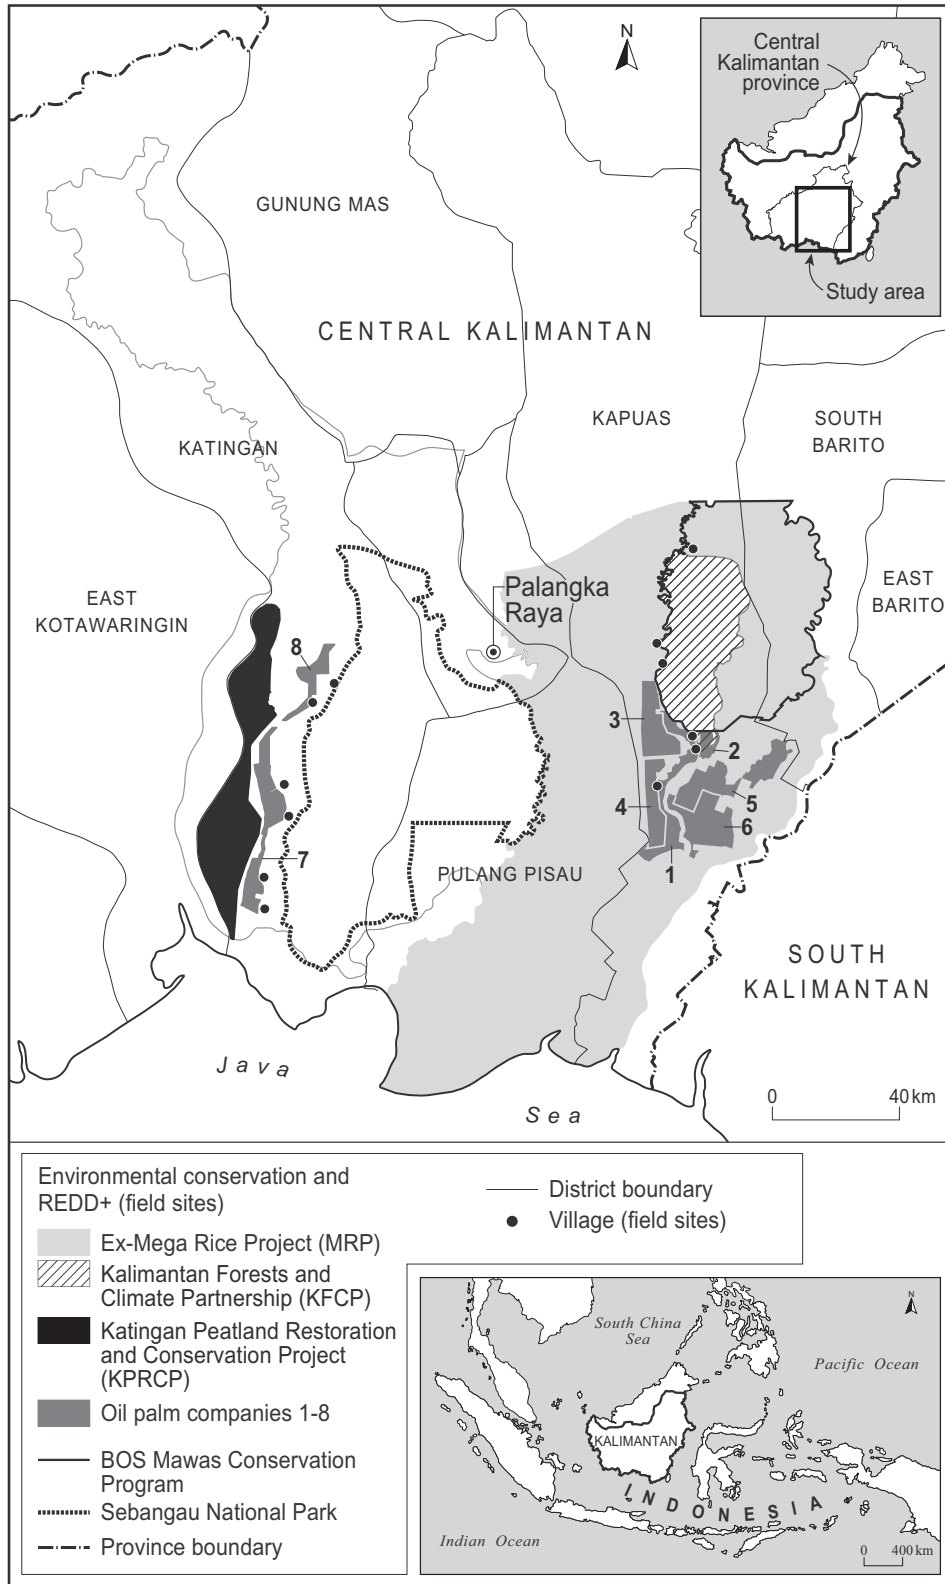 N
Central
Kalimantan
province
Study area
GUNUNG MAS
CENTRAL KALIMANTAN
KAPUAS
SOUTH
BARITO
KATINGAN
EAST
KOTAWARINGIN
Palangka
Raya
EAST
BARITO
8
3
2
5
4
6
7
1
PULANG PISAU
SOUTH
KALIMANTAN
Java
Sea
0 40 km
Environmental conservation and
REDD+ (field sites)
Ex-Mega Rice Project (MRP)
Kalimantan Forests and
Climate Partnership (KFCP)
Katingan Peatland Restoration
and Conservation Project
(KPRCP)
Oil palm companies 1-8
BOS Mawas Conservation
Program
Sebangau National Park
Province boundary
District boundary
Village (field sites)
N
South China
Sea
Pacific Ocean
KALIMANTAN
INDONESIA
Indian Ocean
0 400 km